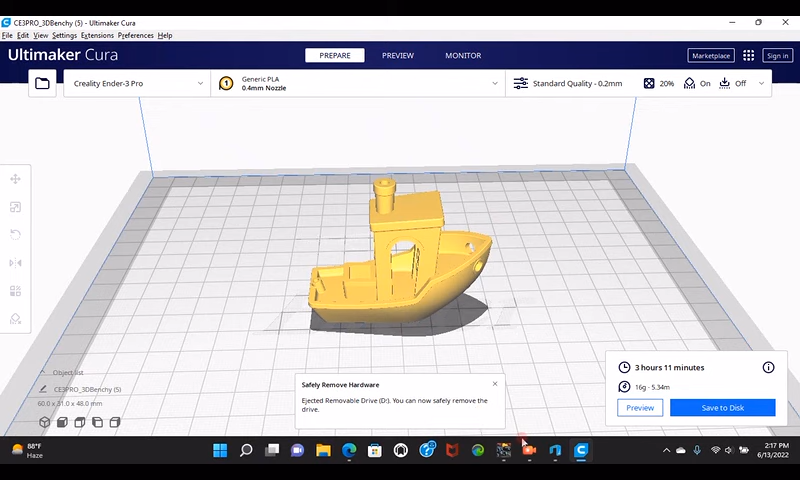 CE3PRO_3DBenchy (5) - Ultimaker Cura
File Edit View Settings Extensions Preferences Help
Ultimaker Cura
PREPARE
PREVIEW
MONITOR
Marketplace
Sign in
Creality Ender-3 Pro
1
Generic PLA
0.4mm Nozzle
Standard Quality - 0.2mm
20%
On
Off
Object list
CE3PRO_3DBenchy (5)
60.0 x 31.0 x 48.0 mm
Safely Remove Hardware
Ejected Removable Drive (D:). You can now safely remove the
drive.
3 hours 11 minutes
16g · 5.34m
Preview
Save to Disk
88°F
Haze
2:17 PM
6/13/2022